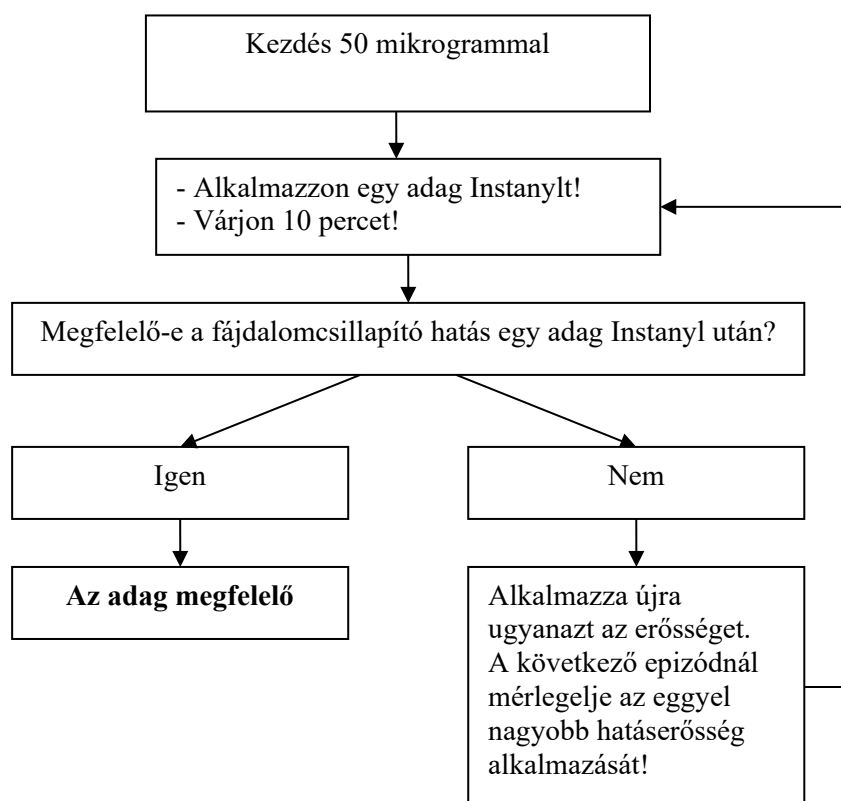 Kezdés 50 mikrogrammal
- Alkalmazzon egy adag Instanylt!
- Várjon 10 percet!
Megfelelő-e a fájdalomcsillapító hatás egy adag Instanyl után?
Igen
Nem
Az adag megfelelő
Alkalmazza újra
ugyanazt az erősséget.
A következő epizódnál
mérlegelje az eggyel
nagyobb hatáserősség
alkalmazását!